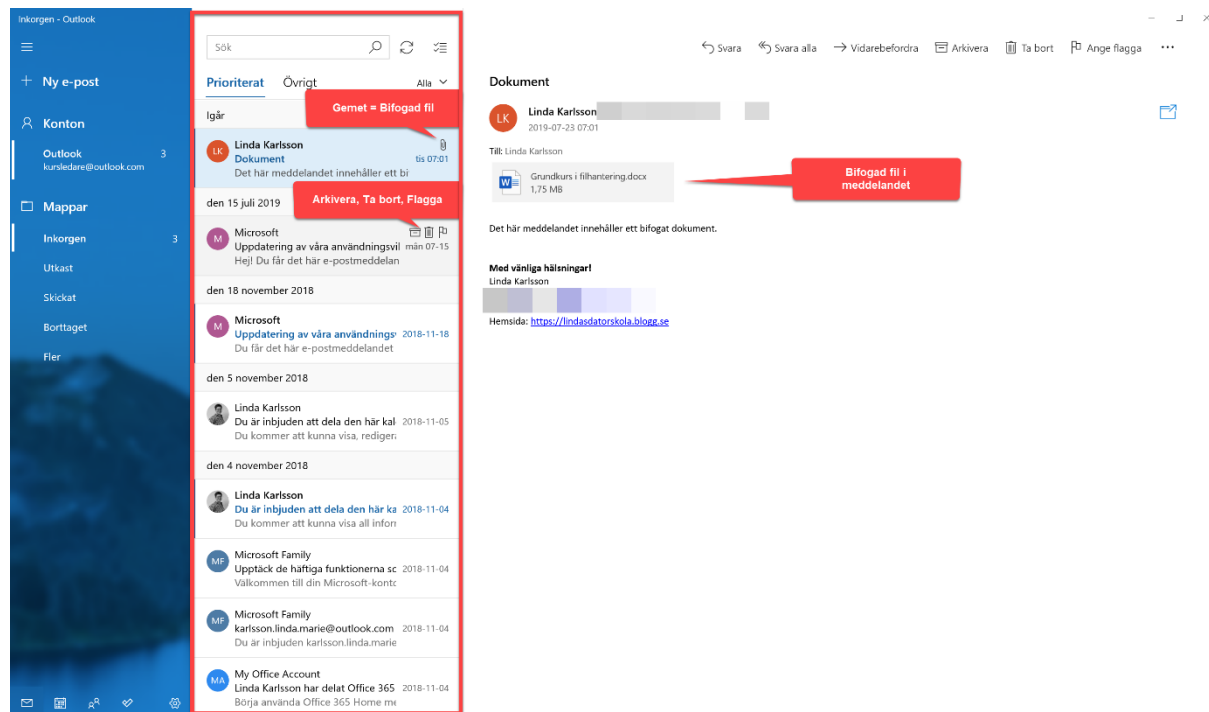 Inkorgen - Outlook
Ny e-post
Konton
Outlook 3
kursledare@outlook.com
Mappar
Inkorgen 3
Utkast
Skickat
Borttaget
Fler
Sök
Prioriterat Övrigt Alla
Igår
Gemet = Bifogad fil
Linda Karlsson
Dokument tis 07:01
Det här meddelandet innehåller ett bi
den 15 juli 2019
Arkivera, Ta bort, Flagga
Microsoft
Uppdatering av våra användningsvil mån 07-15
Hej! Du får det här e-postmeddelan
den 18 november 2018
Microsoft
Uppdatering av våra användnings 2018-11-18
Du får det här e-postmeddelandet
den 5 november 2018
Linda Karlsson
Du är inbjuden att dela den här kal 2018-11-05
Du kommer att kunna visa, redigera
den 4 november 2018
Linda Karlsson
Du är inbjuden att dela den här ka 2018-11-04
Du kommer att kunna visa all inforr
Microsoft Family
Upptäck de häftiga funktionerna sc 2018-11-04
Välkommen till din Microsoft-kontc
Microsoft Family
karlsson.linda.marie@outlook.com 2018-11-04
Du är inbjuden karlsson.linda.marie
My Office Account
Linda Karlsson har delat Office 365 2018-11-04
Börja använda Office 365 Home me
LK
M
M
MF
MF
MA
Svara Svara alla Vidarebefordra Arkivera Ta bort Ange flagga
Dokument
LK
Linda Karlsson
2019-07-23 07:01
Till: Linda Karlsson
Grundkurs i filhantering.docx
1,75 MB
Bifogad fil i
meddelandet
Det här meddelandet innehåller ett bifogat dokument.
Med vänliga hälsningar!
Linda Karlsson
Hemsida: https://lindasdatorskola.blogg.se